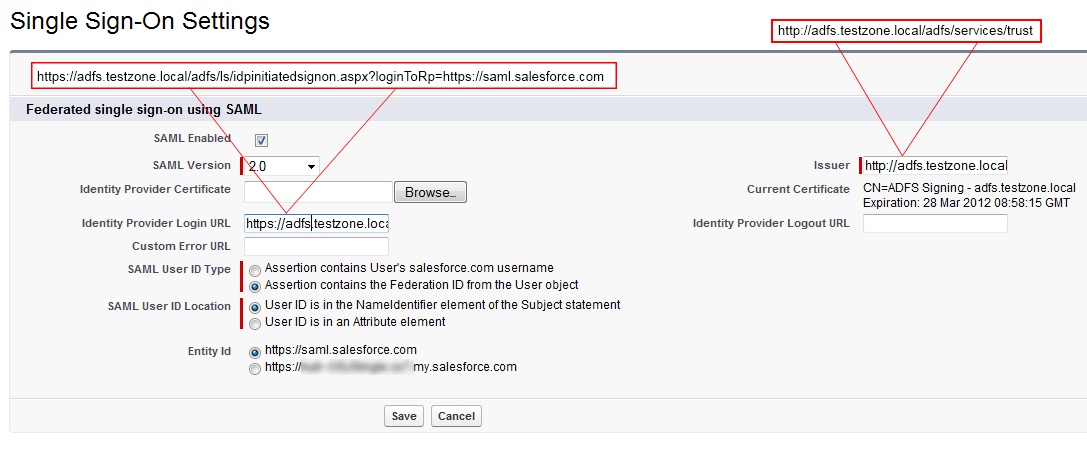 Single Sign-On Settings
http://adfs.testzone.local/adfs/services/trust
https://adfs.testzone.local/adfs/ls/idpinitiatedsignon.aspx?loginToRp=https://saml.salesforce.com
Federated single sign-on using SAML
SAML Enabled
SAML Version 2.0
Issuer http://adfs.testzone.local
Identity Provider Certificate Browse...
Current Certificate CN=ADFS Signing - adfs.testzone.local
Expiration: 28 Mar 2012 08:58:15 GMT
Identity Provider Login URL https://adfs.testzone.loca
Identity Provider Logout URL
Custom Error URL
SAML User ID Type Assertion contains User's salesforce.com username
Assertion contains the Federation ID from the User object
SAML User ID Location User ID is in the NameIdentifier element of the Subject statement
User ID is in an Attribute element
Entity Id https://saml.salesforce.com
https:// my.salesforce.com
Save Cancel